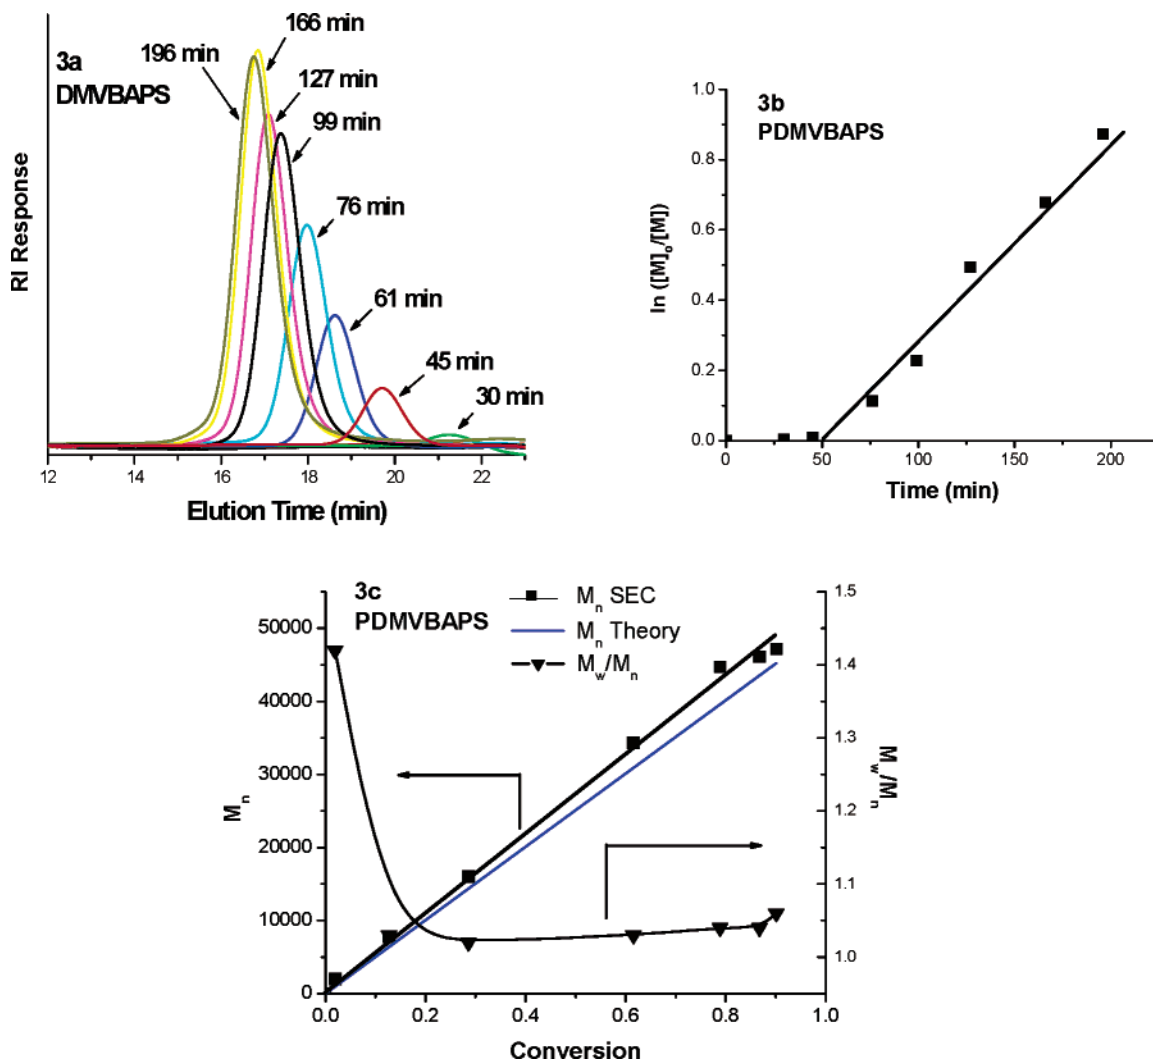 3a
DMVBAPS
166 min
196 min
127 min
99 min
76 min
61 min
45 min
30 min
RI Response
12 14 16 18 20 22
Elution Time (min)
3b
PDMVBAPS
1.0
0.8
0.6
0.4
0.2
0.0
ln ([M]o/[M])
0 50 100 150 200
Time (min)
3c
PDMVBAPS
Mn SEC
Mn Theory
Mw/Mn
50000
40000
30000
20000
10000
0
Mn
1.5
1.4
1.3
1.2
1.1
1.0
Mw/Mn
0.0 0.2 0.4 0.6 0.8 1.0
Conversion